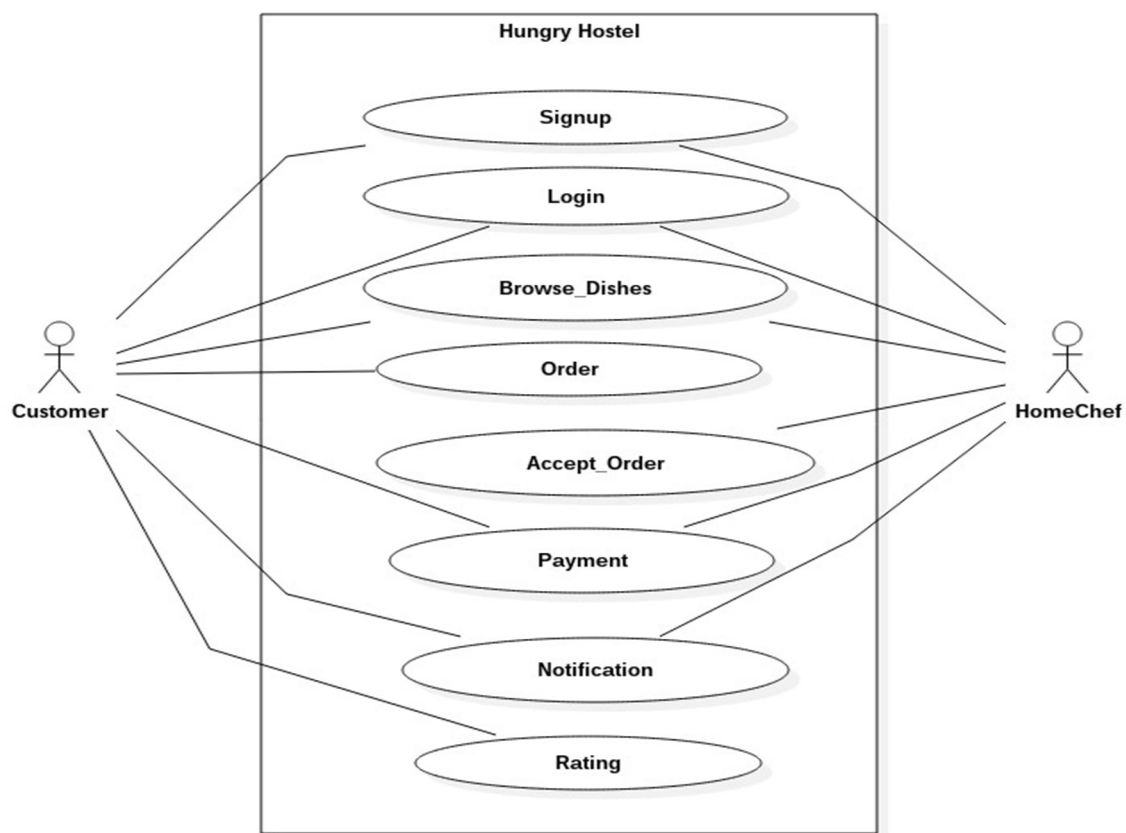 Hungry Hostel
Signup
Login
Browse_Dishes
Order
Customer
HomeChef
Accept_Order
Payment
Notification
Rating